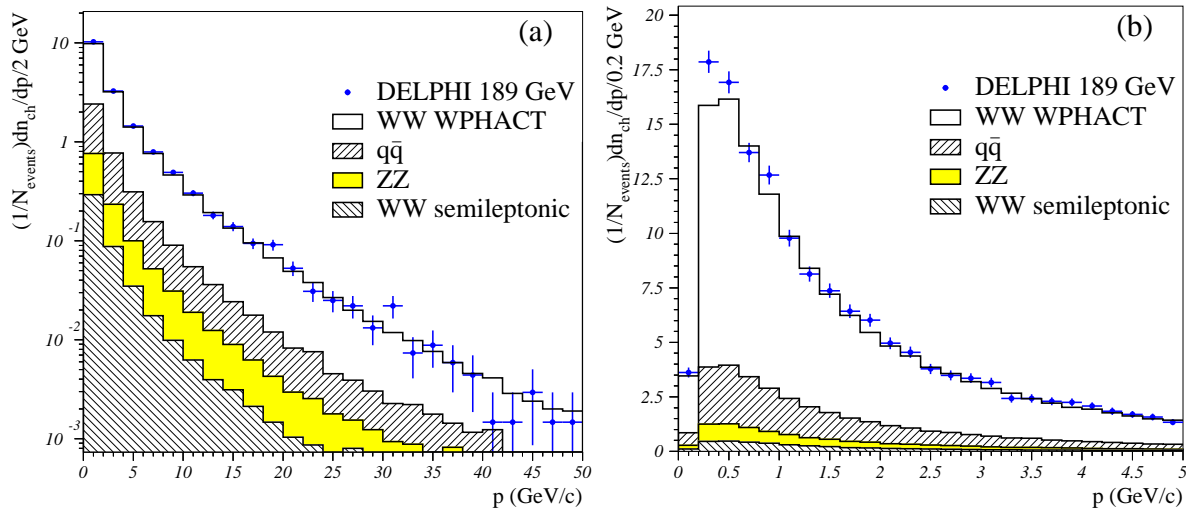 (1/N_events)dn_ch/dp/2 GeV
(a)
DELPHI 189 GeV
WW WPHACT
qq̄
ZZ
WW semileptonic
10
1
10^-1
10^-2
10^-3
0 5 10 15 20 25 30 35 40 45 50
p (GeV/c)
(1/N_events)dn_ch/dp/0.2 GeV
(b)
DELPHI 189 GeV
WW WPHACT
qq̄
ZZ
WW semileptonic
20
17.5
15
12.5
10
7.5
5
2.5
0
0 0.5 1 1.5 2 2.5 3 3.5 4 4.5 5
p (GeV/c)